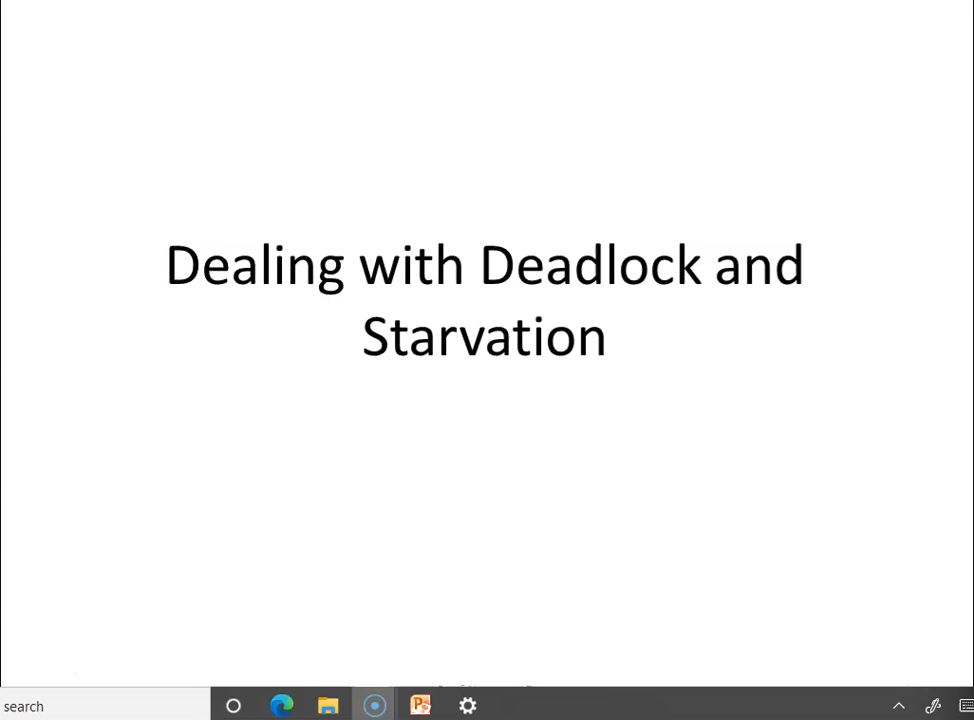 Dealing with Deadlock and
Starvation
search